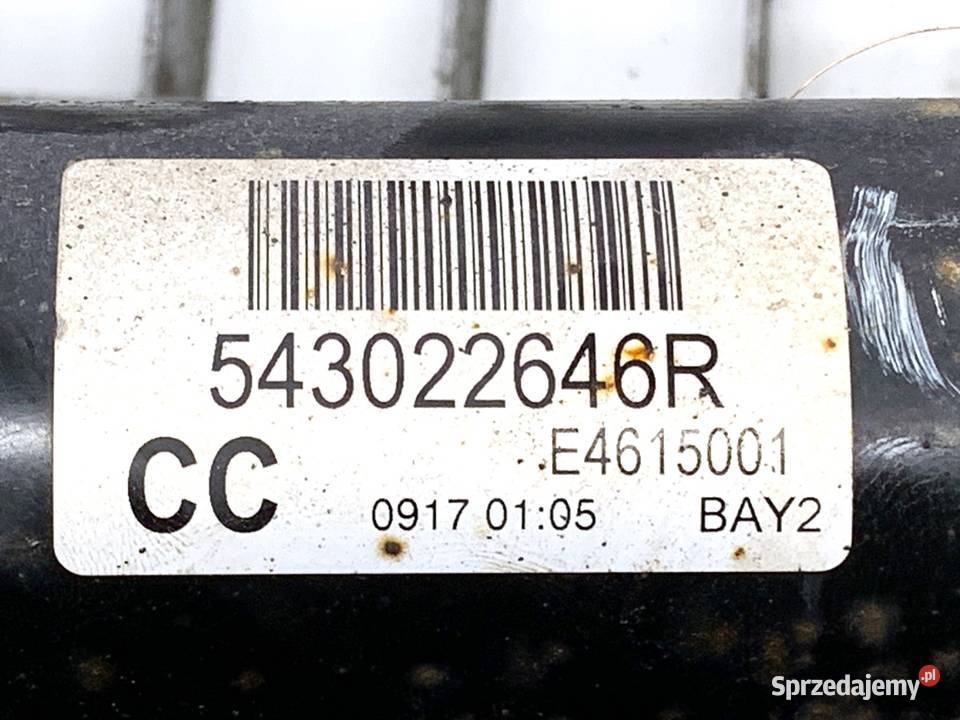 543022646R
E4615001
CC 0917 01:05 BAY2
Sprzedajemy.pl